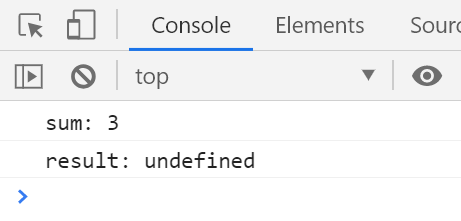 Console Elements Sourc
top
sum: 3
result: undefined